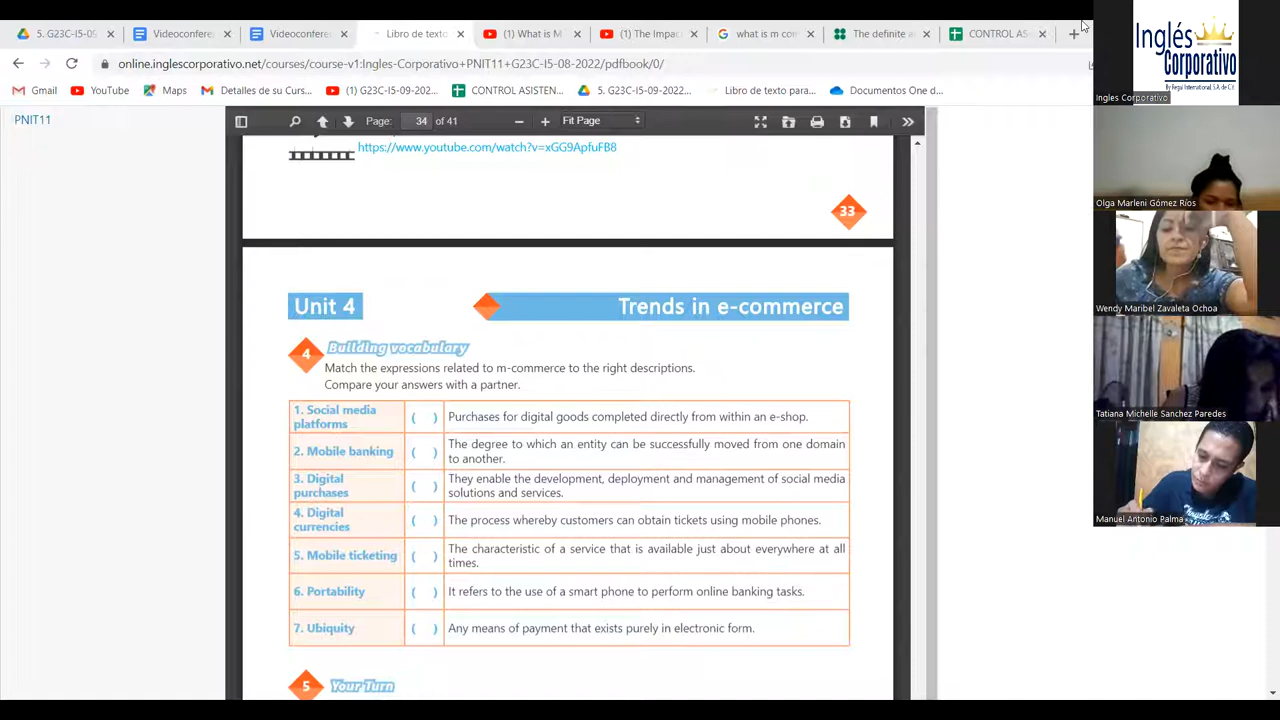 5. G23C-I5-09
Videoconfere
Videoconfere
Libro de texto
(1) What is M
(1) The Impac
what is m com
The definite a
CONTROL AS
online.inglescorporativo.net/courses/course-v1:Ingles-Corporativo+PNIT11+G23C-I5-08-2022/pdfbook/0/
Gmail
YouTube
Maps
Detalles de su Curs...
(1) G23C-I5-09-202...
CONTROL ASISTEN...
5. G23C-I5-09-2022...
Libro de texto para...
Documentos One d...
PNIT11
Page: 34 of 41
Fit Page
https://www.youtube.com/watch?v=xGG9ApfuFB8
33
Unit 4
Trends in e-commerce
4 Building vocabulary
Match the expressions related to m-commerce to the right descriptions.
Compare your answers with a partner.
1. Social media
platforms
( )
Purchases for digital goods completed directly from within an e-shop.
2. Mobile banking
( )
The degree to which an entity can be successfully moved from one domain
to another.
3. Digital
purchases
( )
They enable the development, deployment and management of social media
solutions and services.
4. Digital
currencies
( )
The process whereby customers can obtain tickets using mobile phones.
5. Mobile ticketing
( )
The characteristic of a service that is available just about everywhere at all
times.
6. Portability
( )
It refers to the use of a smart phone to perform online banking tasks.
7. Ubiquity
( )
Any means of payment that exists purely in electronic form.
5 Your Turn
Inglés
Corporativo
By Regal International, S.A. de C.V.
Ingles Corporativo
Olga Marleni Gómez Ríos
Wendy Maribel Zavaleta Ochoa
Tatiana Michelle Sanchez Paredes
Manuel Antonio Palma